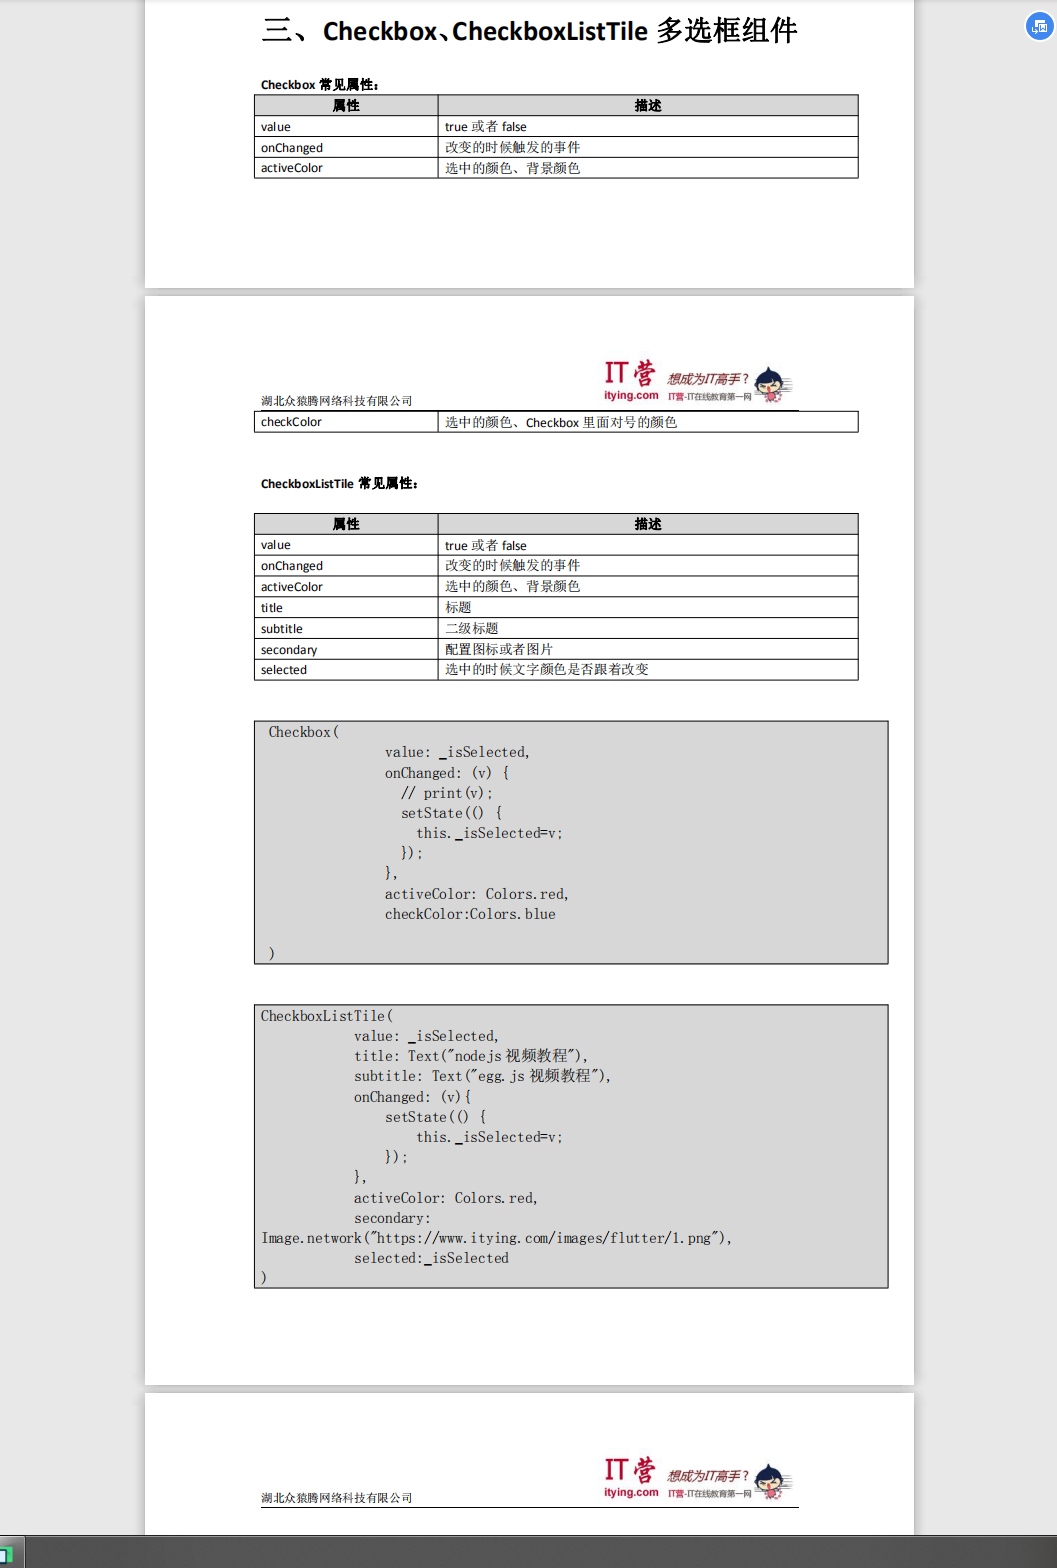 三、Checkbox、CheckboxListTile 多选框组件
Checkbox 常见属性：
属性 描述
value true 或者 false
onChanged 改变的时候触发的事件
activeColor 选中的颜色、背景颜色
IT营 想成为IT高手？
湖北众猿腾网络科技有限公司 itying.com IT营-IT在线教育第一网
checkColor 选中的颜色、Checkbox 里面对号的颜色
CheckboxListTile 常见属性：
属性 描述
value true 或者 false
onChanged 改变的时候触发的事件
activeColor 选中的颜色、背景颜色
title 标题
subtitle 二级标题
secondary 配置图标或者图片
selected 选中的时候文字颜色是否跟着改变
Checkbox(
value: _isSelected,
onChanged: (v) {
// print(v);
setState(() {
this._isSelected=v;
});
},
activeColor: Colors.red,
checkColor:Colors.blue
)
CheckboxListTile(
value: _isSelected,
title: Text("nodejs 视频教程"),
subtitle: Text("egg.js 视频教程"),
onChanged: (v){
setState(() {
this._isSelected=v;
});
},
activeColor: Colors.red,
secondary:
Image.network("https://www.itying.com/images/flutter/1.png"),
selected:_isSelected
)
IT营 想成为IT高手？
湖北众猿腾网络科技有限公司 itying.com IT营-IT在线教育第一网